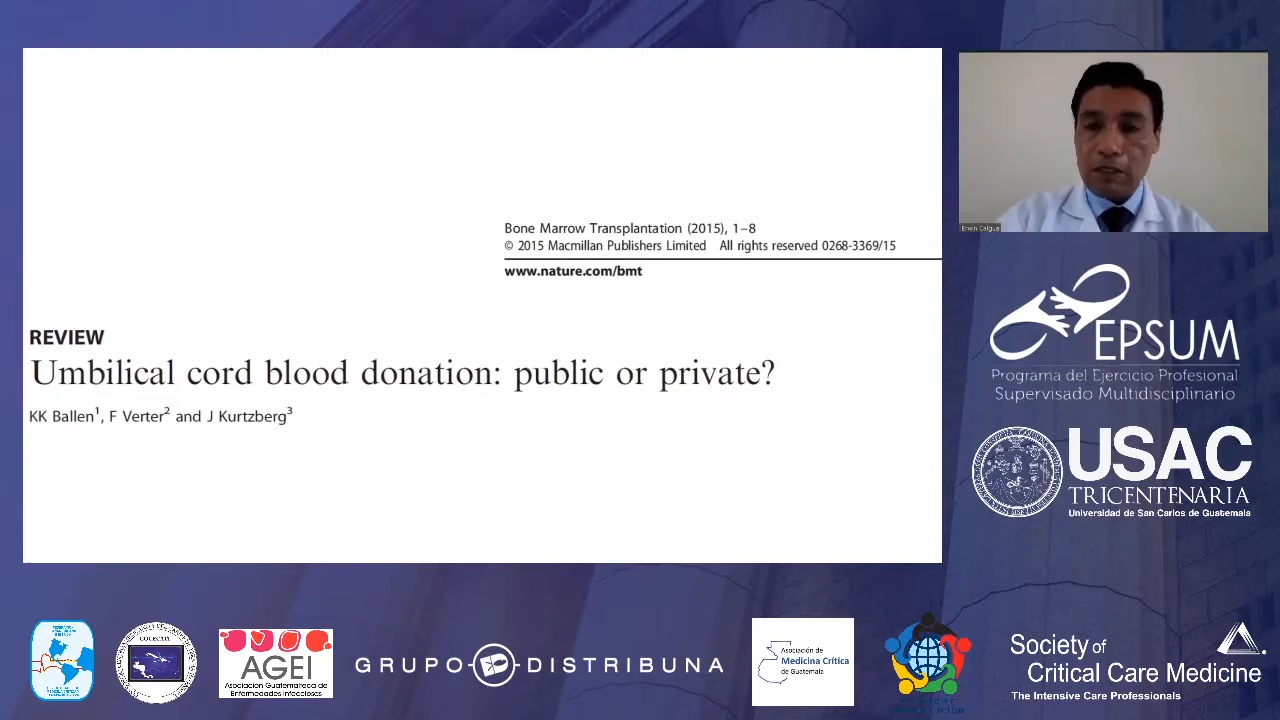 Bone Marrow Transplantation (2015), 1–8
© 2015 Macmillan Publishers Limited All rights reserved 0268-3369/15
www.nature.com/bmt
REVIEW
Umbilical cord blood donation: public or private?
KK Ballen1, F Verter2 and J Kurtzberg3
Erwin Calgua
EPSUM
Programa del Ejercicio Profesional
Supervisado Multidisciplinario
USAC
TRICENTENARIA
Universidad de San Carlos de Guatemala
COCECATI
AGEI
Asociación Guatemalteca de
Enfermedades Infecciosas
GRUPO DISTRIBUNA
Asociación de
Medicina Crítica
de Guatemala
Society of
Critical Care Medicine
The Intensive Care Professionals